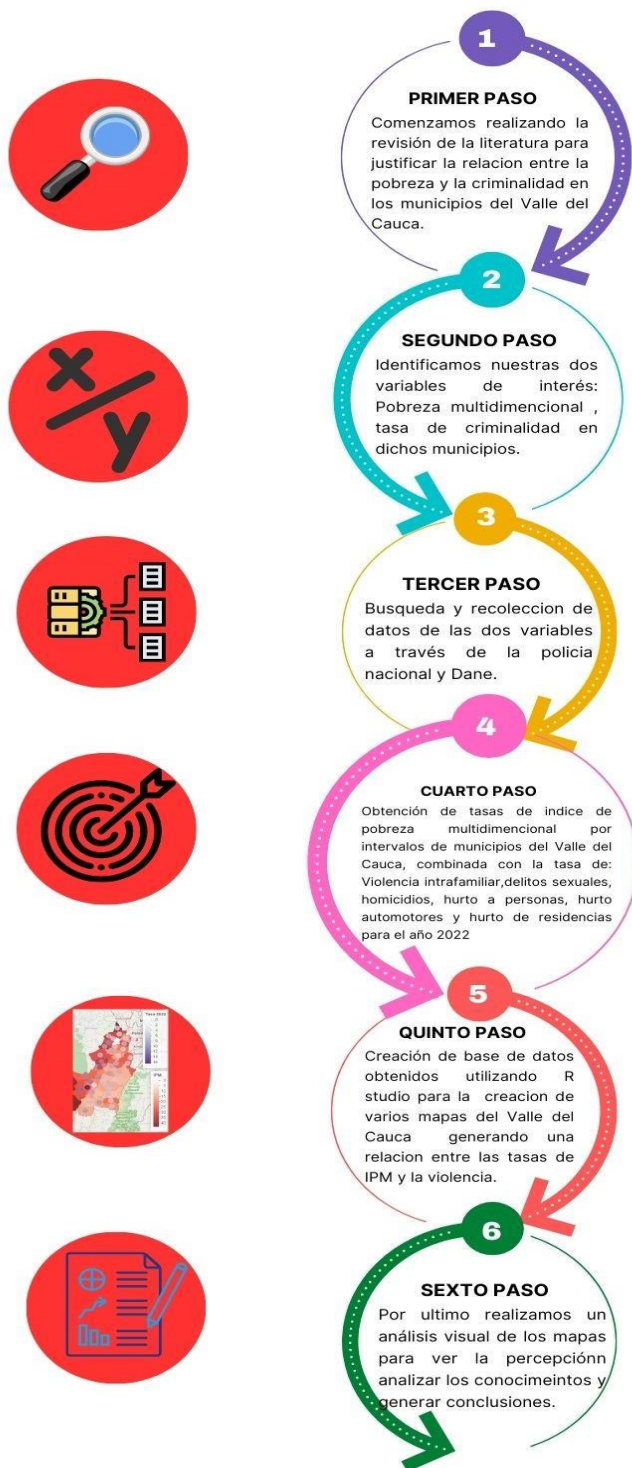 1
PRIMER PASO
Comenzamos realizando la
revisión de la literatura para
justificar la relacion entre la
pobreza y la criminalidad en
los municipios del Valle del
Cauca.
2
SEGUNDO PASO
Identificamos nuestras dos
variables de interés:
Pobreza multidimencional ,
tasa de criminalidad en
dichos municipios.
x
y
3
TERCER PASO
Busqueda y recoleccion de
datos de las dos variables
a través de la policia
nacional y Dane.
4
CUARTO PASO
Obtención de tasas de indice de
pobreza multidimencional por
intervalos de municipios del Valle del
Cauca, combinada con la tasa de:
Violencia intrafamiliar,delitos sexuales,
homicidios, hurto a personas, hurto
automotores y hurto de residencias
para el año 2022
5
QUINTO PASO
Creación de base de datos
obtenidos utilizando R
studio para la creacion de
varios mapas del Valle del
Cauca generando una
relacion entre las tasas de
IPM y la violencia.
IPM
6
SEXTO PASO
Por ultimo realizamos un
análisis visual de los mapas
para ver la percepciónn
analizar los conocimeintos y
generar conclusiones.